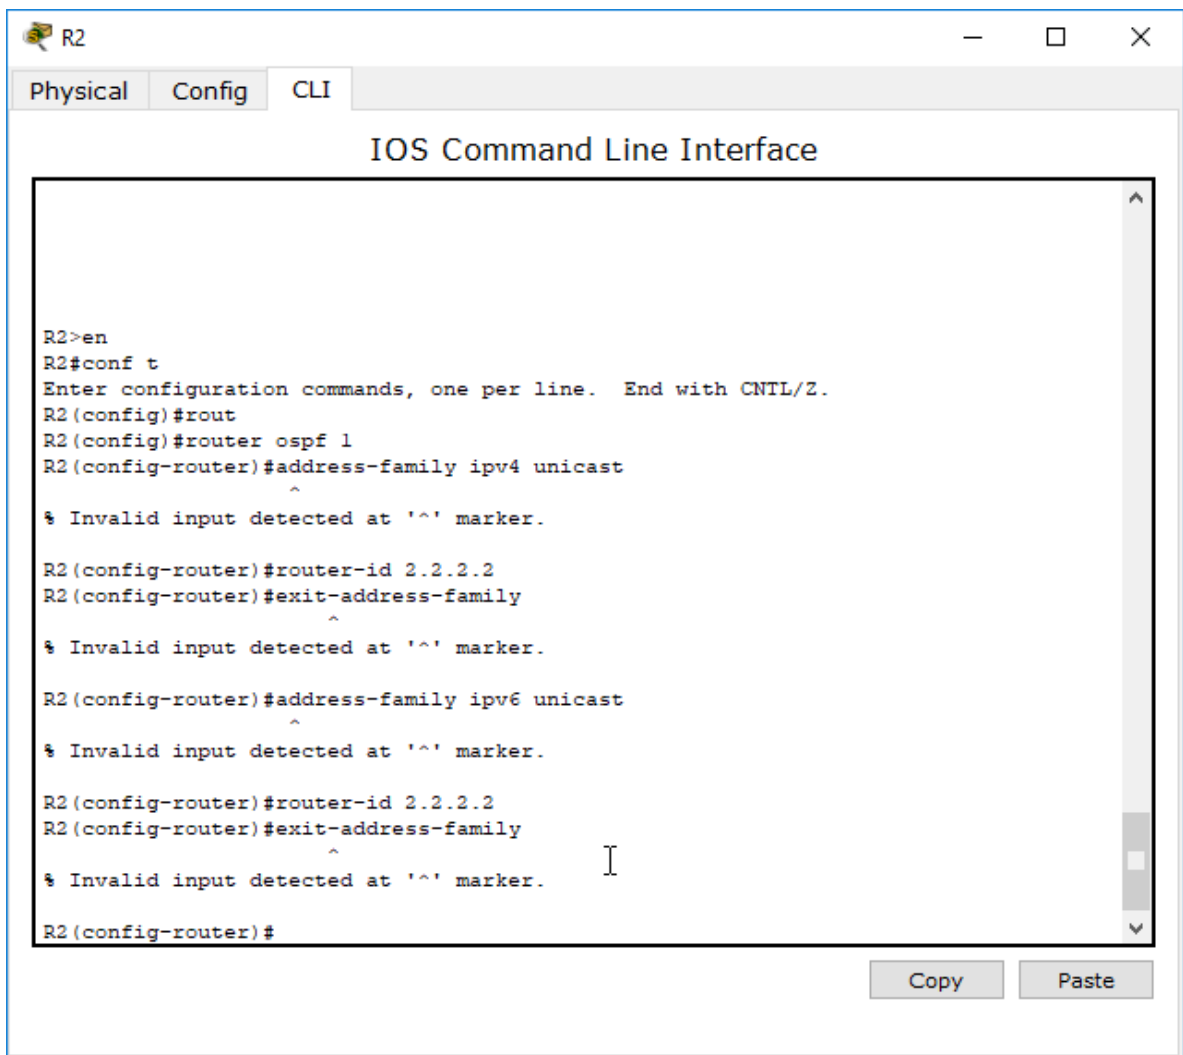 R2
Physical Config CLI
IOS Command Line Interface
R2>en
R2#conf t
Enter configuration commands, one per line.  End with CNTL/Z.
R2(config)#rout
R2(config)#router ospf 1
R2(config-router)#address-family ipv4 unicast
^
% Invalid input detected at '^' marker.
R2(config-router)#router-id 2.2.2.2
R2(config-router)#exit-address-family
^
% Invalid input detected at '^' marker.
R2(config-router)#address-family ipv6 unicast
^
% Invalid input detected at '^' marker.
R2(config-router)#router-id 2.2.2.2
R2(config-router)#exit-address-family
^
% Invalid input detected at '^' marker.
R2(config-router)#
Copy Paste